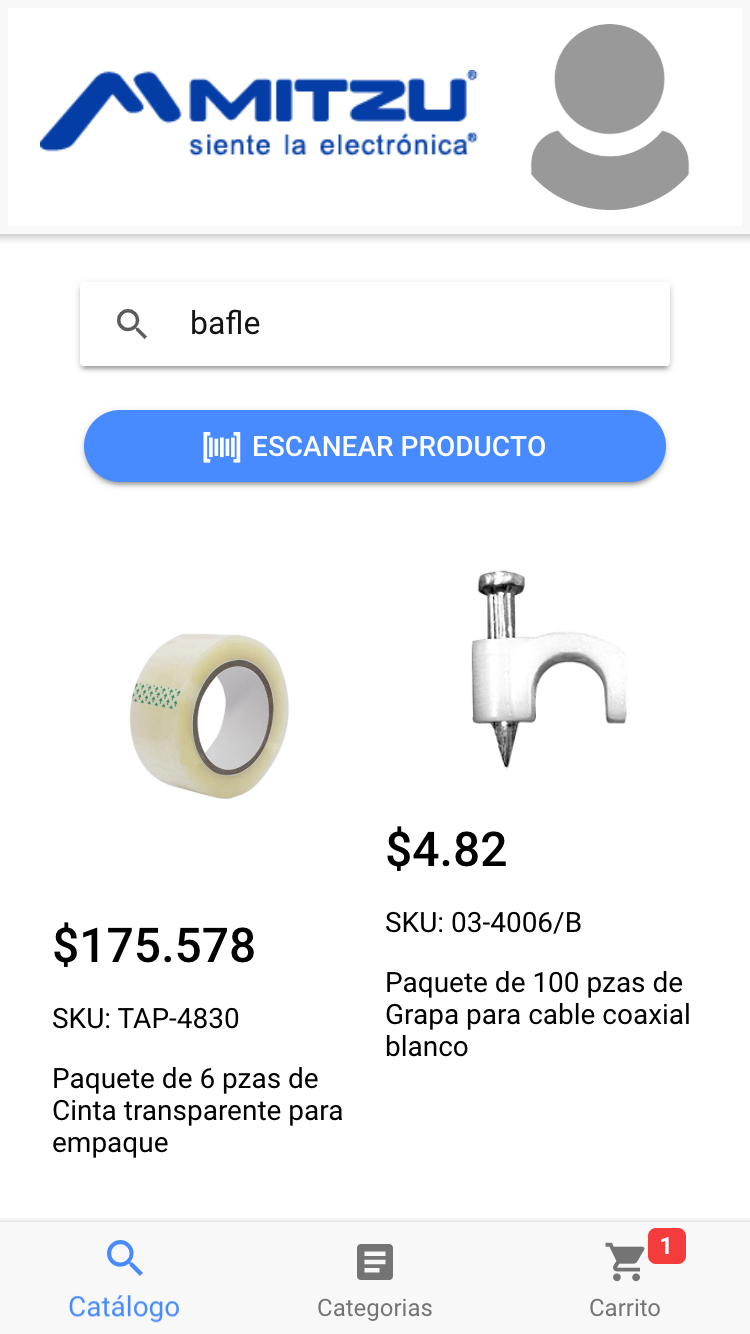 MITZU®
siente la electrónica®
bafle
ESCANEAR PRODUCTO
$175.578
SKU: TAP-4830
Paquete de 6 pzas de
Cinta transparente para
empaque
$4.82
SKU: 03-4006/B
Paquete de 100 pzas de
Grapa para cable coaxial
blanco
Catálogo
Categorias
1
Carrito